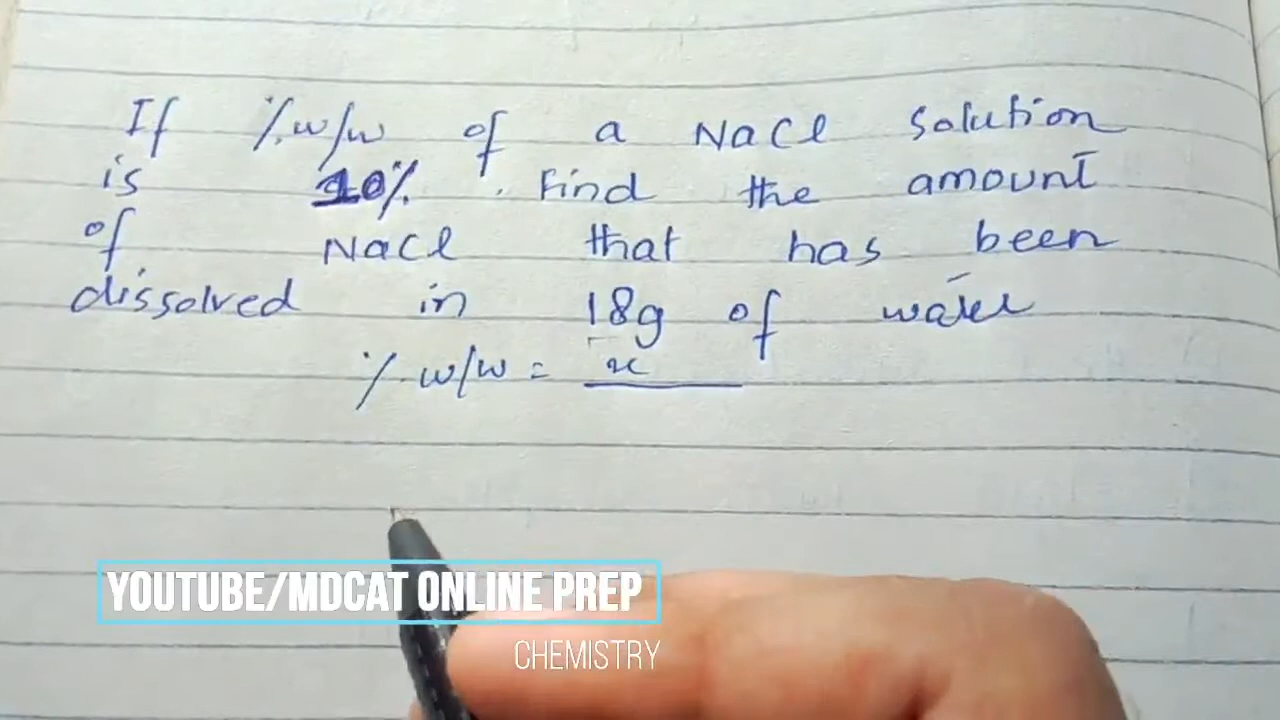 If %w/w of a NaCl solution
is 10%. Find the amount
of NaCl that has been
dissolved in 18g of water
% w/w = x
YOUTUBE/MDCAT ONLINE PREP
CHEMISTRY